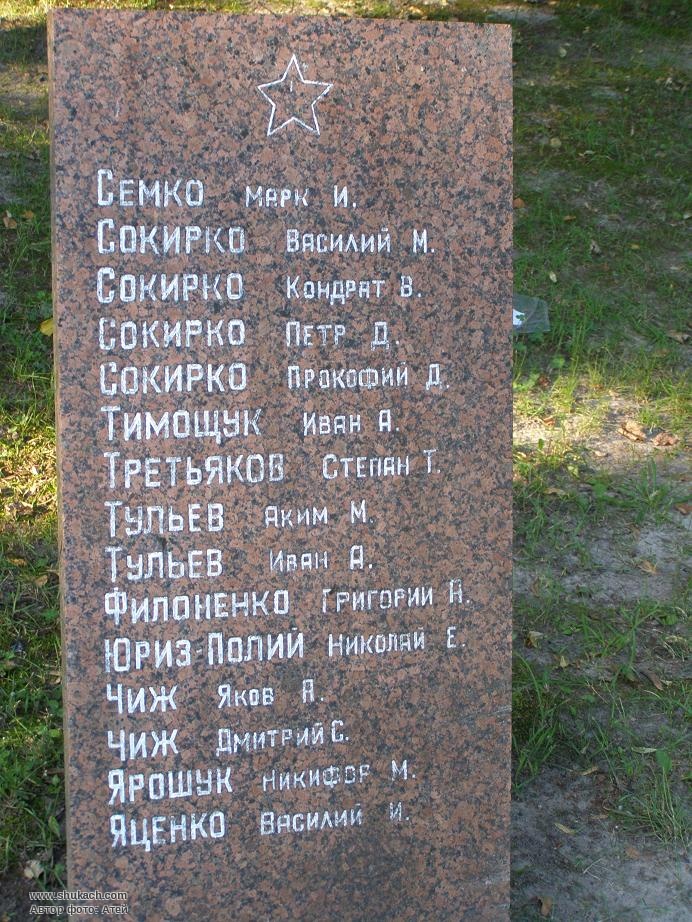 Семко Марк И.
Сокирко Василий М.
Сокирко Кондрат В.
Сокирко Петр Д.
Сокирко Прокофий Д.
Тимощук Иван А.
Третьяков Степан Т.
Тульев Аким М.
Тульев Иван А.
Филоненко Григории А.
Юриз-Полий Николай Е.
Чиж Яков А.
Чиж Дмитрий С.
Ярошук Никифор М.
Яценко Василий И.
www.shukach.com
Автор фото: Атей